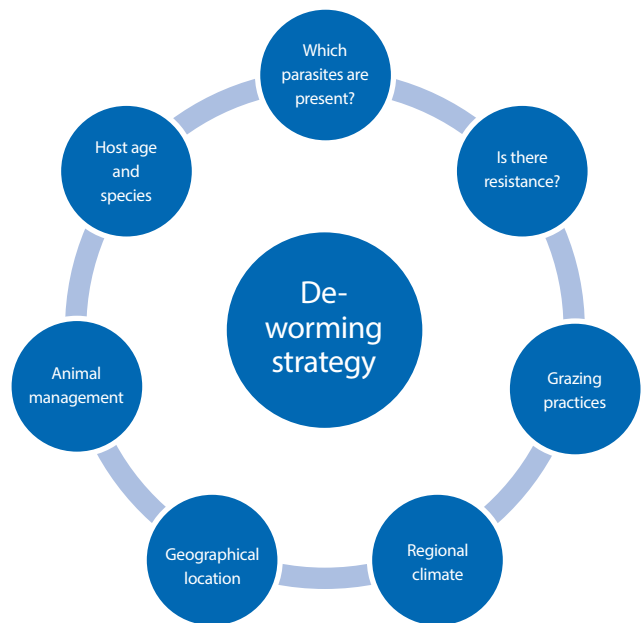 Which
parasites are
present?
Is there
resistance?
Grazing
practices
Regional
climate
Geographical
location
Animal
management
Host age
and
species
De-
worming
strategy